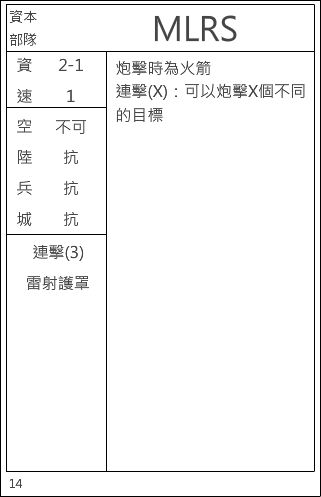 資本
部隊
MLRS
資 2-1
速 1
空 不可
陸 抗
兵 抗
城 抗
連擊(3)
雷射護罩
炮擊時為火箭
連擊(X)：可以炮擊X個不同
的目標
14